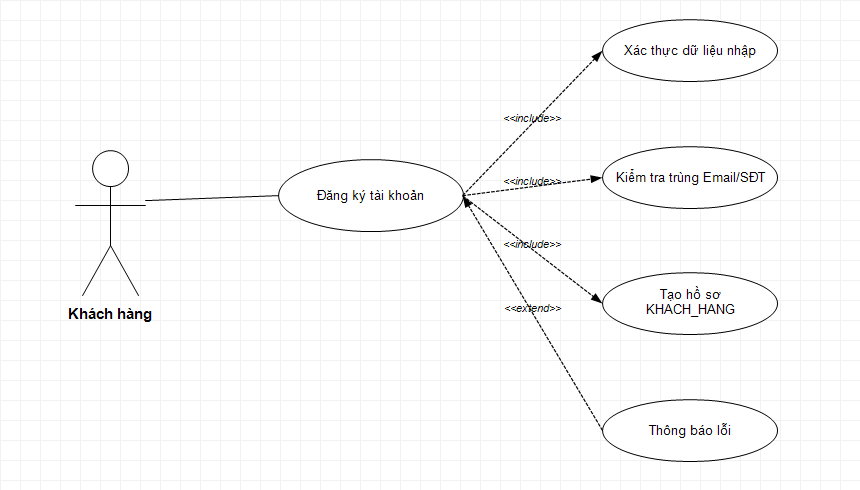 Xác thực dữ liệu nhập
<<include>>
Kiểm tra trùng Email/SĐT
<<include>>
Đăng ký tài khoản
<<include>>
Tạo hồ sơ
KHACH_HANG
<<extend>>
Khách hàng
Thông báo lỗi